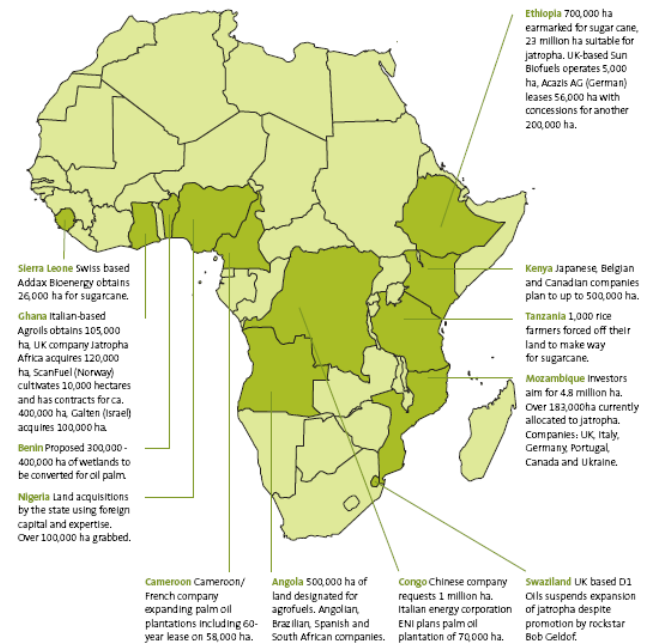 Ethiopia 700,000 ha
earmarked for sugar cane,
23 million ha suitable for
jatropha. UK-based Sun
Biofuels operates 5,000
ha, Acazis AG (German)
leases 56,000 ha with
concessions for another
200,000 ha.
Sierra Leone Swiss based
Addax Bioenergy obtains
26,000 ha for sugarcane.
Ghana Italian-based
Agroils obtains 105,000
ha, UK company Jatropha
Africa acquires 120,000
ha, ScanFuel (Norway)
cultivates 10,000 hectares
and has contracts for ca.
400,000 ha, Galten (Israel)
acquires 100,000 ha.
Benin Proposed 300,000 -
400,000 ha of wetlands to
be converted for oil palm.
Nigeria Land acquisitions
by the state using foreign
capital and expertise.
Over 100,000 ha grabbed.
Kenya Japanese, Belgian
and Canadian companies
plan to up to 500,000 ha.
Tanzania 1,000 rice
farmers forced off their
land to make way
for sugarcane.
Mozambique Investors
aim for 4.8 million ha.
Over 183,000ha currently
allocated to jatropha.
Companies: UK, Italy,
Germany, Portugal,
Canada and Ukraine.
Cameroon Cameroon/
French company
expanding palm oil
plantations including 60-
year lease on 58,000 ha.
Angola 500,000 ha of
land designated for
agrofuels. Angolian,
Brazilian, Spanish and
South African companies.
Congo Chinese company
requests 1 million ha.
Italian energy corporation
ENI plans palm oil
plantation of 70,000 ha.
Swaziland UK based D1
Oils suspends expansion
of jatropha despite
promotion by rockstar
Bob Geldof.